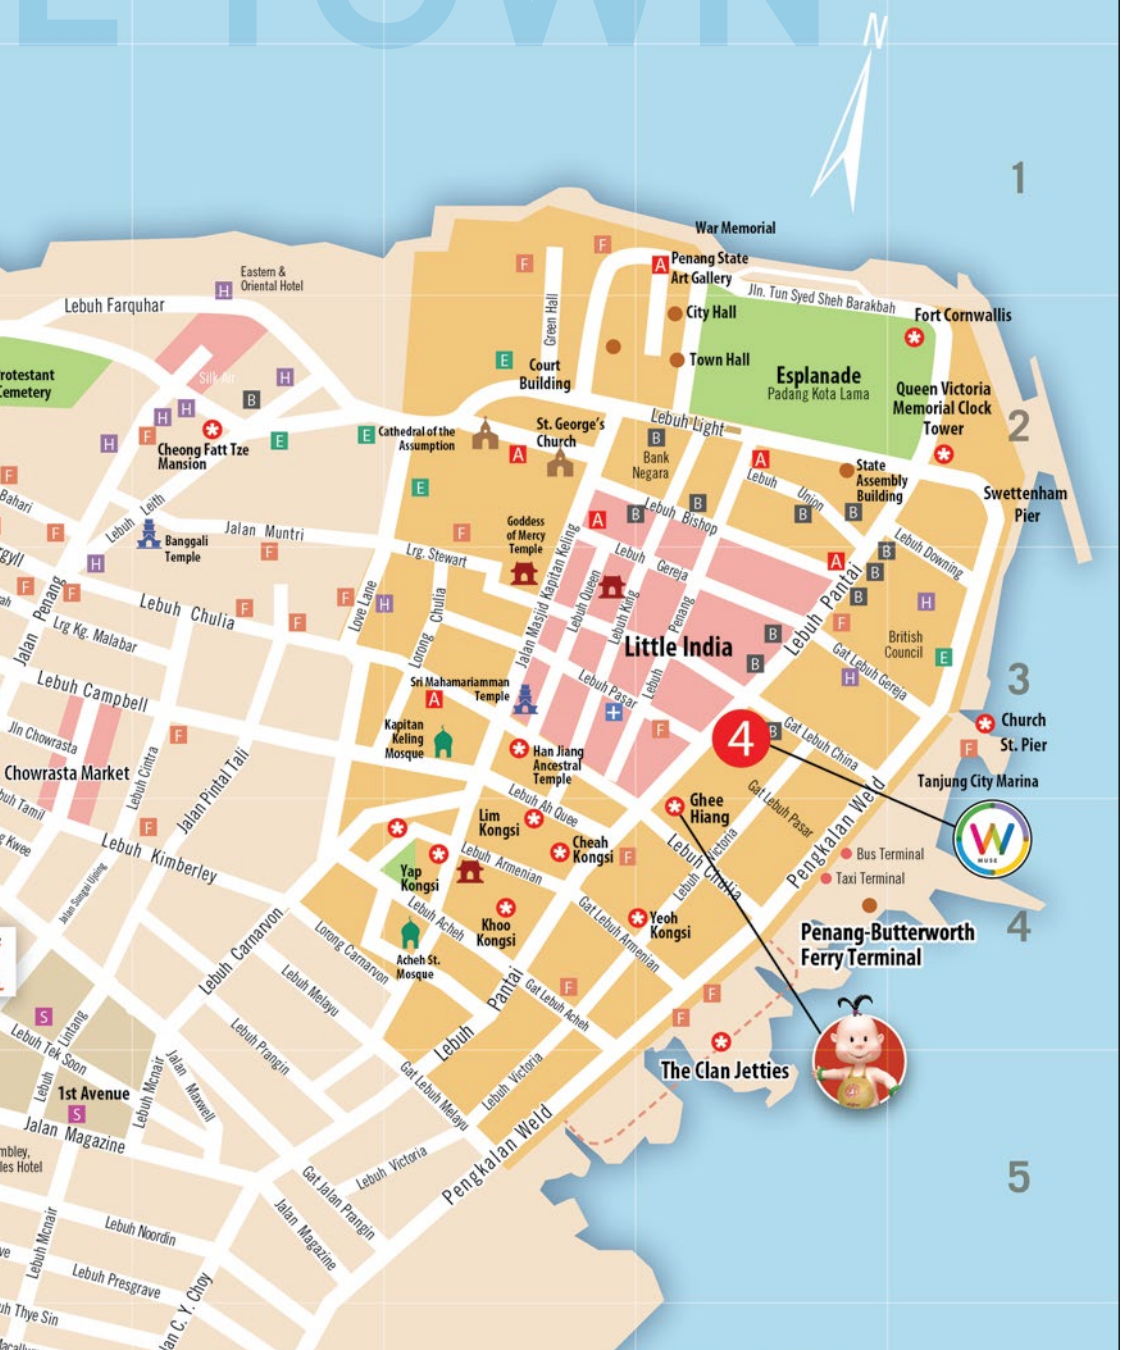 E TOWN
N
1
War Memorial
Penang State
Art Gallery
Eastern &
Oriental Hotel
H
F
F
A
Lebuh Farquhar
Green Hall
City Hall
Jln. Tun Syed Sheh Barakbah
Fort Cornwallis
Silk Air
H
B
E
Court
Building
Town Hall
Esplanade
Padang Kota Lama
Queen Victoria
Memorial Clock
Tower
2
Cemetery
H
H
H
F
Cheong Fatt Tze
Mansion
E
E
Cathedral of the
Assumption
St. George's
Church
A
Lebuh Light
B
Bank
Negara
A
State
Assembly
Building
Swettenham
Pier
F
Bahari
Lebuh Leith
E
Lebuh Union
B
B
B
B
Lebuh Bishop
A
Banggali
Temple
Jalan Muntri
F
F
F
H
Goddess
of Mercy
Temple
Lrg. Stewart
Jalan Masjid Kapitan Keling
Lebuh Gereja
Lebuh Downing
A
B
B
B
Jalan Penang
F
F
Lebuh Chulia
F
F
F
H
Love Lane
Lorong Chulia
Lebuh Queen
Lebuh King
Lebuh Penang
Lebuh Pantai
H
F
British
Council
E
Lrg Kg. Malabar
Little India
B
B
Gat Lebuh Gereja
H
3
Lebuh Campbell
Sri Mahamariamman
Temple
A
Lebuh Pasar
F
Jln Chowrasta
F
Kapitan
Keling
Mosque
Han Jiang
Ancestral
Temple
4
B
Gat Lebuh China
Church
St. Pier
F
Chowrasta Market
Lebuh Cintra
Jalan Pintal Tali
Tanjung City Marina
Lebuh Ah Quee
Ghee
Hiang
Gat Lebuh Pasar
Pengkalan Weld
W
MUSE
F
Lim
Kongsi
Lebuh Kimberley
Cheah
Kongsi
F
Lebuh Chulia
Lebuh Victoria
Bus Terminal
Taxi Terminal
Yap
Kongsi
Lebuh Armenian
Jalan Sungai Ujong
Lebuh Carnarvon
Lebuh Acheh
Khoo
Kongsi
Gat Lebuh Armenian
Yeoh
Kongsi
Penang-Butterworth
Ferry Terminal
4
Lorong Carnarvon
Acheh St.
Mosque
Lebuh Melayu
Lebuh Pantai
Gat Lebuh Acheh
F
F
F
S
Lebuh Lintang
Lebuh Tek Soon
Lebuh Prangin
The Clan Jetties
Jalan Maxwell
Lebuh Mcnair
Gat Lebuh Melayu
Lebuh Victoria
1st Avenue
S
Jalan Magazine
Pengkalan Weld
Lebuh Victoria
Gat Jalan Prangin
5
Jalan Magazine
Lebuh Mcnair
Lebuh Noordin
Lebuh Presgrave